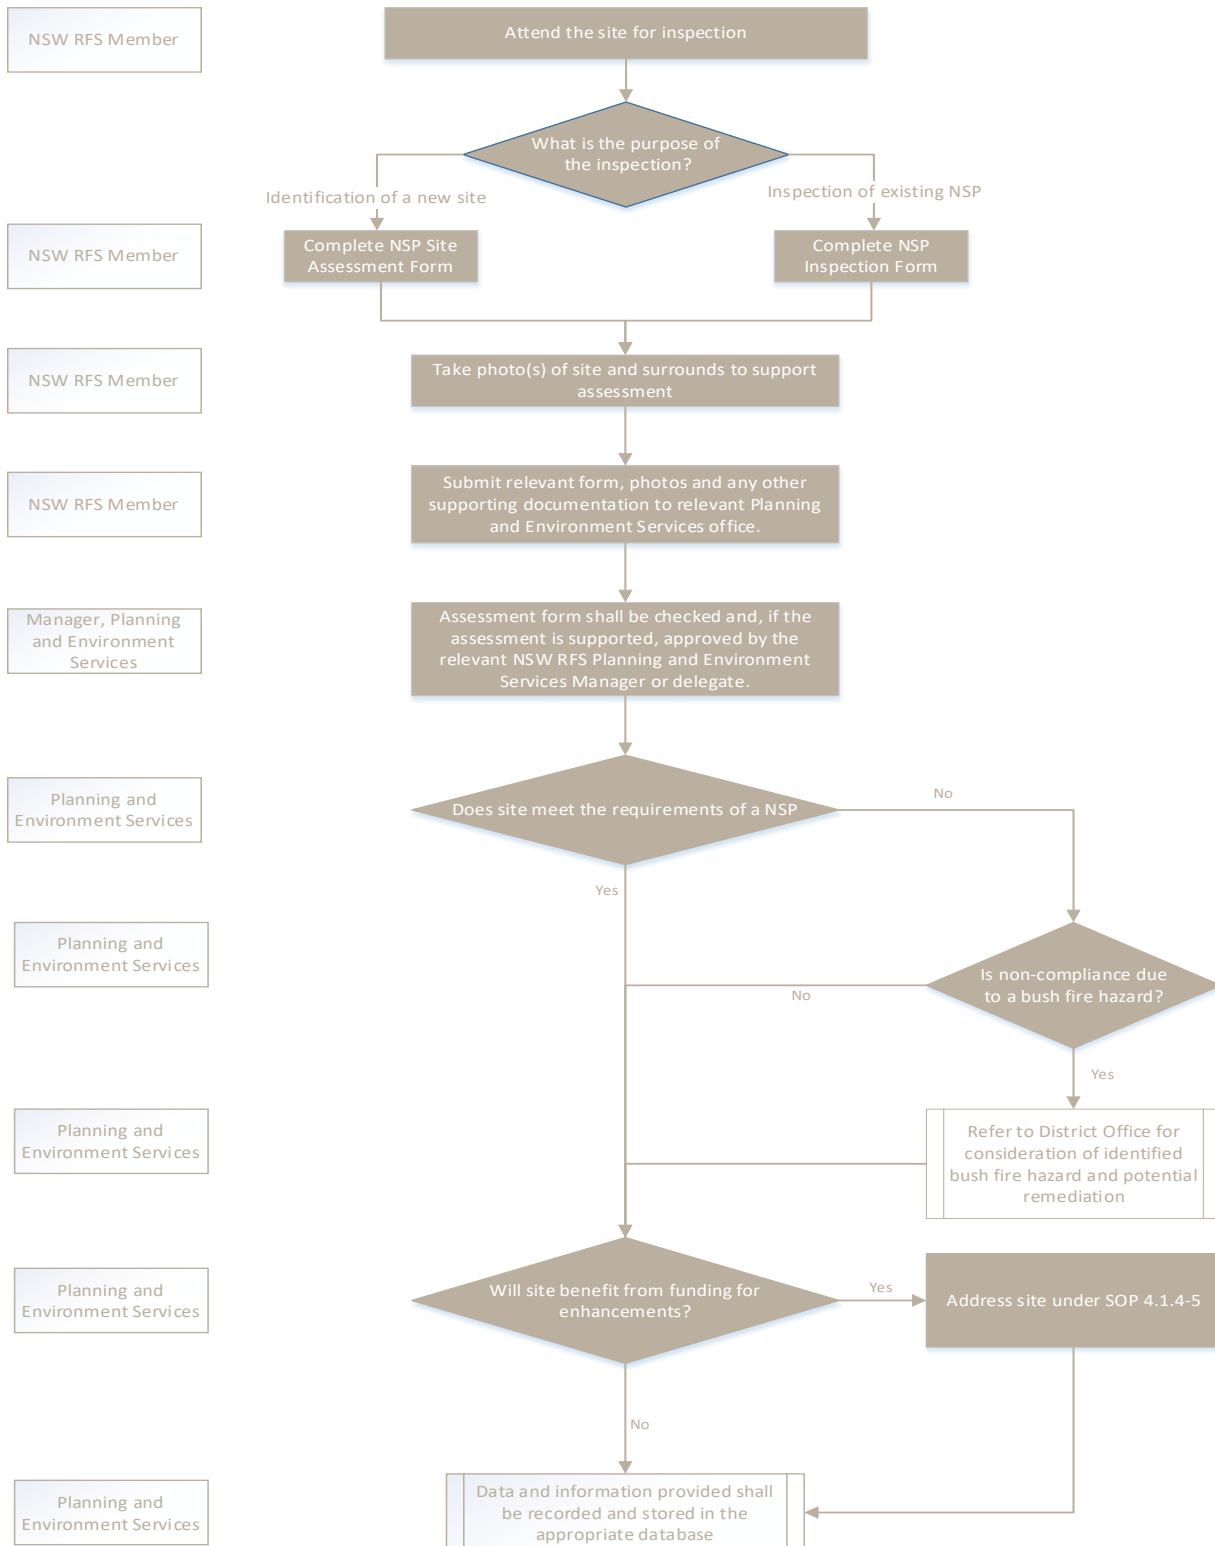 NSW RFS Member
Attend the site for inspection
What is the purpose of
the inspection?
Identification of a new site
Inspection of existing NSP
NSW RFS Member
Complete NSP Site
Assessment Form
Complete NSP
Inspection Form
NSW RFS Member
Take photo(s) of site and surrounds to support
assessment
NSW RFS Member
Submit relevant form, photos and any other
supporting documentation to relevant Planning
and Environment Services office.
Manager, Planning
and Environment
Services
Assessment form shall be checked and, if the
assessment is supported, approved by the
relevant NSW RFS Planning and Environment
Services Manager or delegate.
Planning and
Environment Services
Does site meet the requirements of a NSP
No
Yes
Planning and
Environment Services
Is non-compliance due
to a bush fire hazard?
No
Yes
Planning and
Environment Services
Refer to District Office for
consideration of identified
bush fire hazard and potential
remediation
Planning and
Environment Services
Will site benefit from funding for
enhancements?
Yes
Address site under SOP 4.1.4-5
No
Planning and
Environment Services
Data and information provided shall
be recorded and stored in the
appropriate database